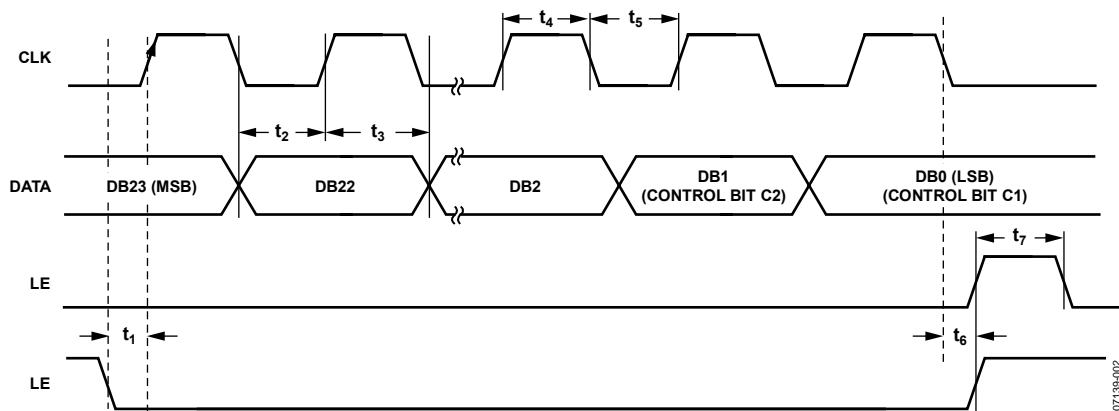 t4 t5
CLK
t2 t3
DATA DB23 (MSB) DB22 DB2 DB1 (CONTROL BIT C2) DB0 (LSB) (CONTROL BIT C1)
t7
LE
t1 t6
LE
07139-002